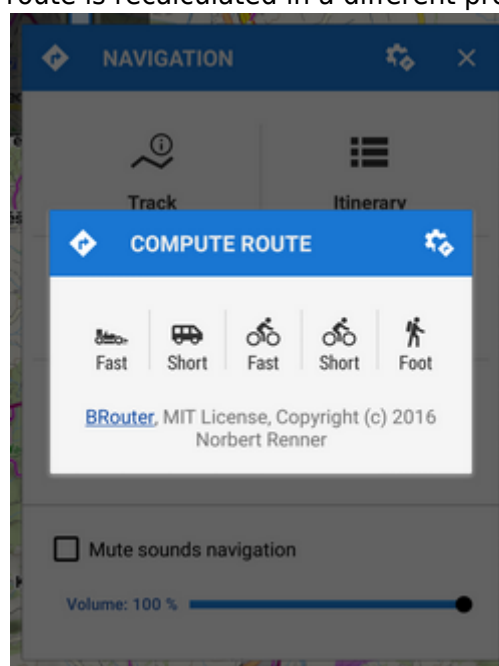 route is recalculated in a different pro
NAVIGATION
Track
Itinerary
COMPUTE ROUTE
Fast
Short
Fast
Short
Foot
BRouter, MIT License, Copyright (c) 2016
Norbert Renner
Mute sounds navigation
Volume: 100 %